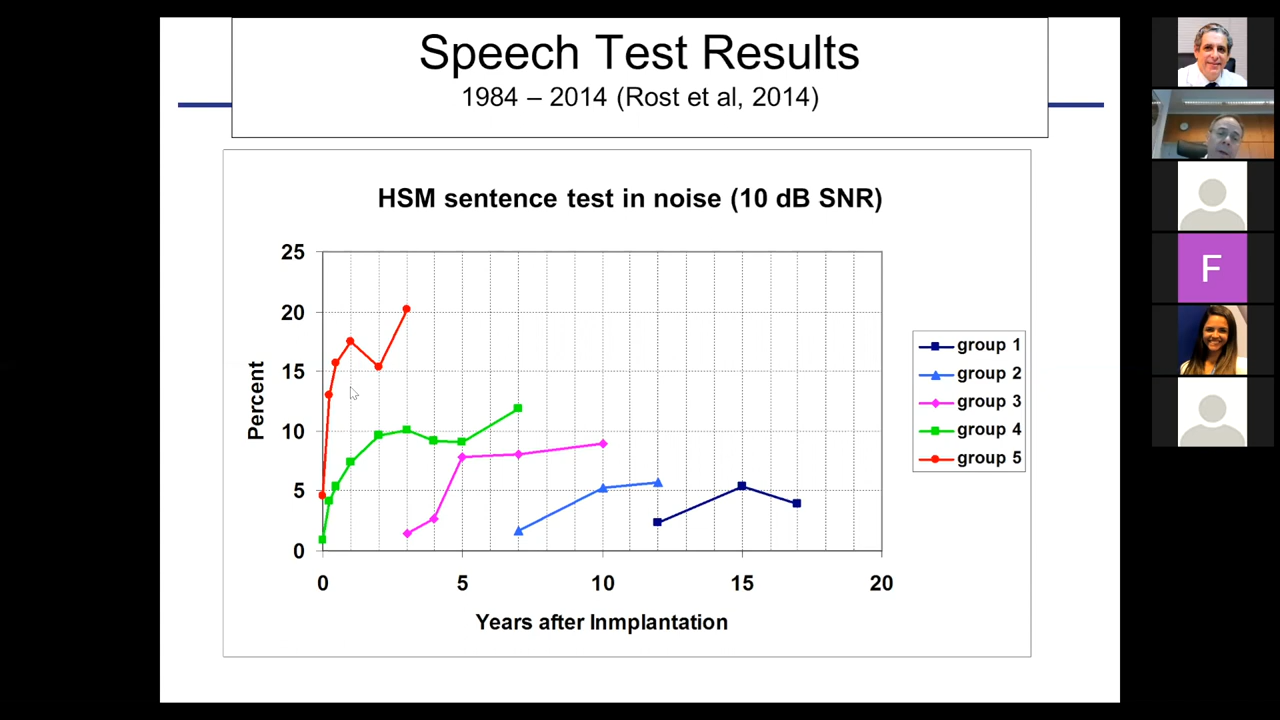 Speech Test Results
1984 – 2014 (Rost et al, 2014)
HSM sentence test in noise (10 dB SNR)
25
20
15
10
5
0
Percent
0 5 10 15 20
Years after Inmplantation
group 1
group 2
group 3
group 4
group 5
F